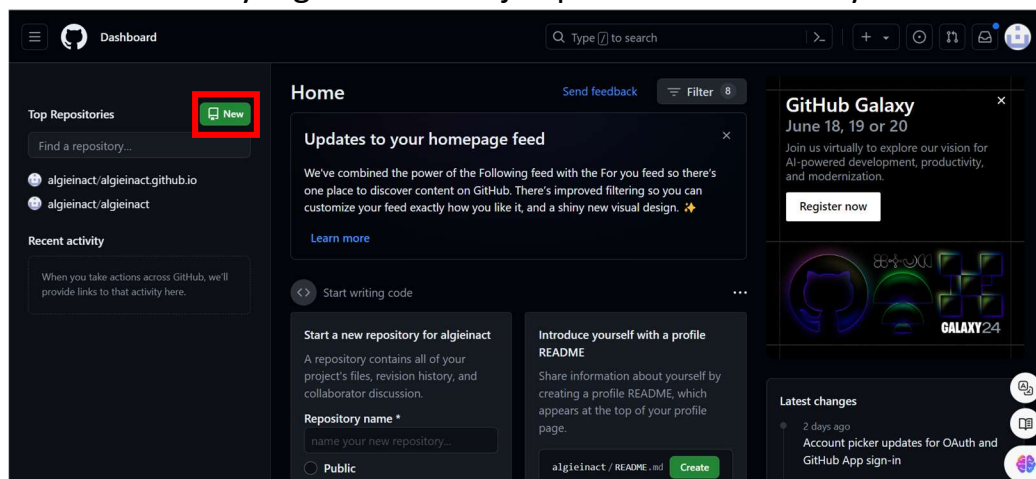 Dashboard
Type / to search
Top Repositories
New
Find a repository...
algieinact/algieinact.github.io
algieinact/algieinact
Recent activity
When you take actions across GitHub, we'll
provide links to that activity here.
Home
Send feedback
Filter 8
Updates to your homepage feed
We've combined the power of the Following feed with the For you feed so there's
one place to discover content on GitHub. There's improved filtering so you can
customize your feed exactly how you like it, and a shiny new visual design. ✨
Learn more
Start writing code
Start a new repository for algieinact
A repository contains all of your
project's files, revision history, and
collaborator discussion.
Repository name *
name your new repository...
Public
Introduce yourself with a profile
README
Share information about yourself by
creating a profile README, which
appears at the top of your profile
page.
algieinact / README.md
Create
GitHub Galaxy
June 18, 19 or 20
Join us virtually to explore our vision for
AI-powered development, productivity,
and modernization.
Register now
GALAXY24
Latest changes
2 days ago
Account picker updates for OAuth and
GitHub App sign-in